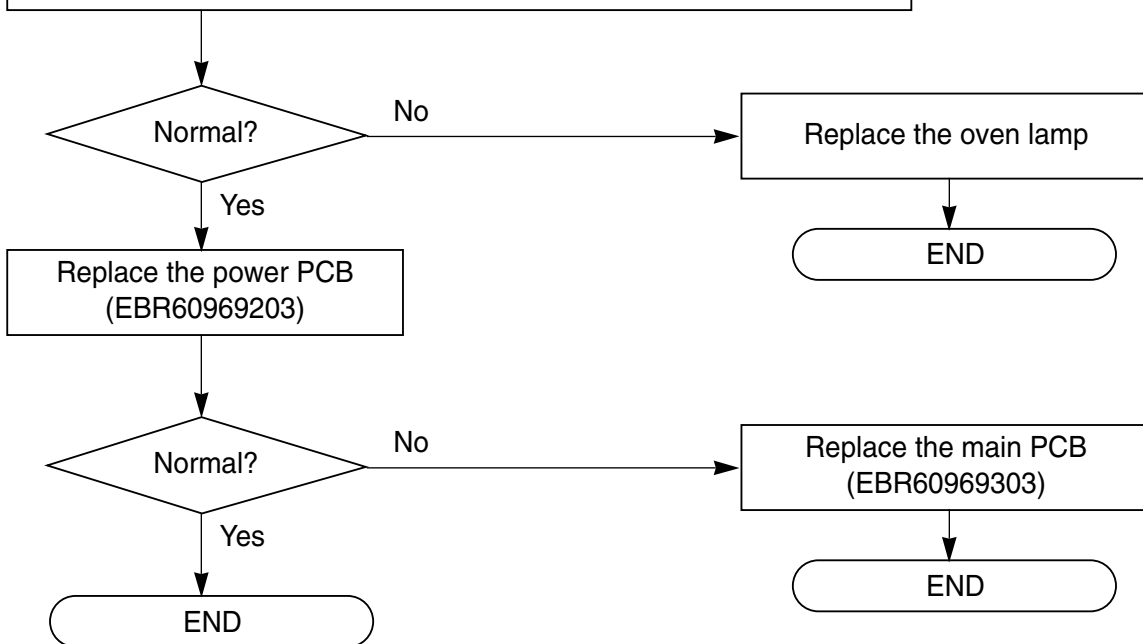 Normal?
No
Replace the oven lamp
Yes
END
Replace the power PCB
(EBR60969203)
Normal?
No
Replace the main PCB
(EBR60969303)
Yes
END
END